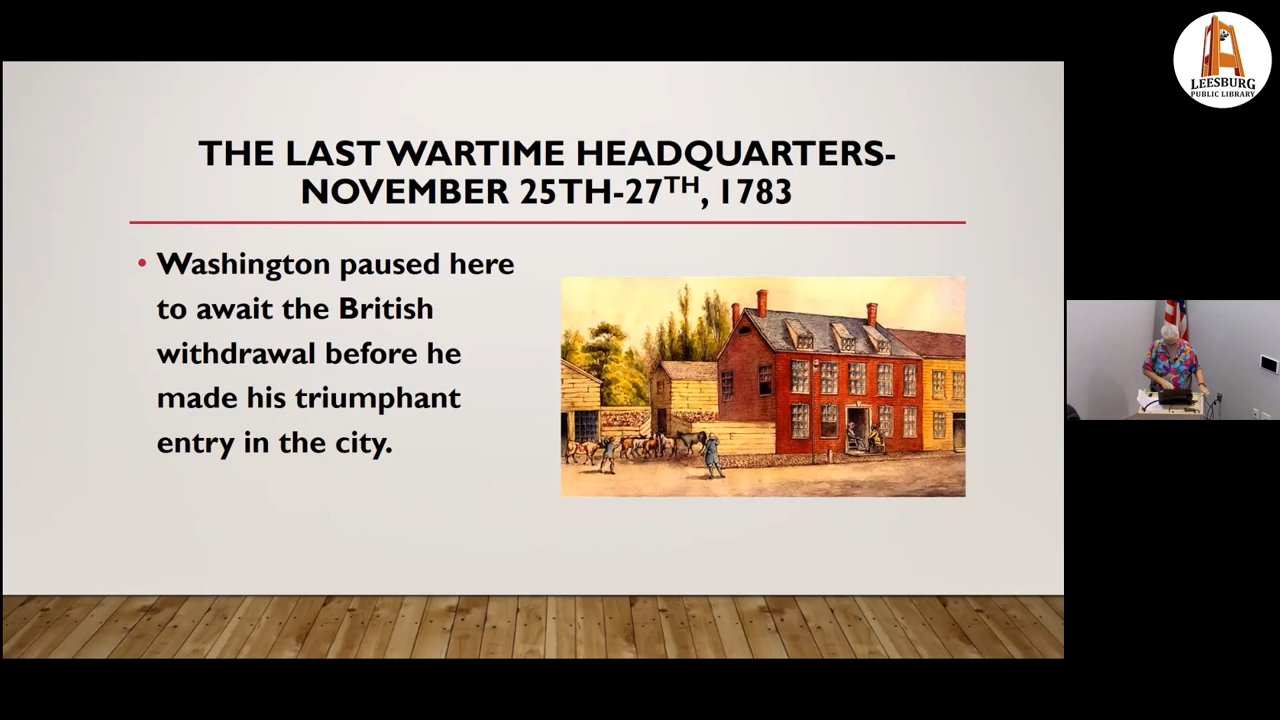 LEESBURG
PUBLIC LIBRARY
THE LAST WARTIME HEADQUARTERS-
NOVEMBER 25TH-27TH, 1783
• Washington paused here
to await the British
withdrawal before he
made his triumphant
entry in the city.